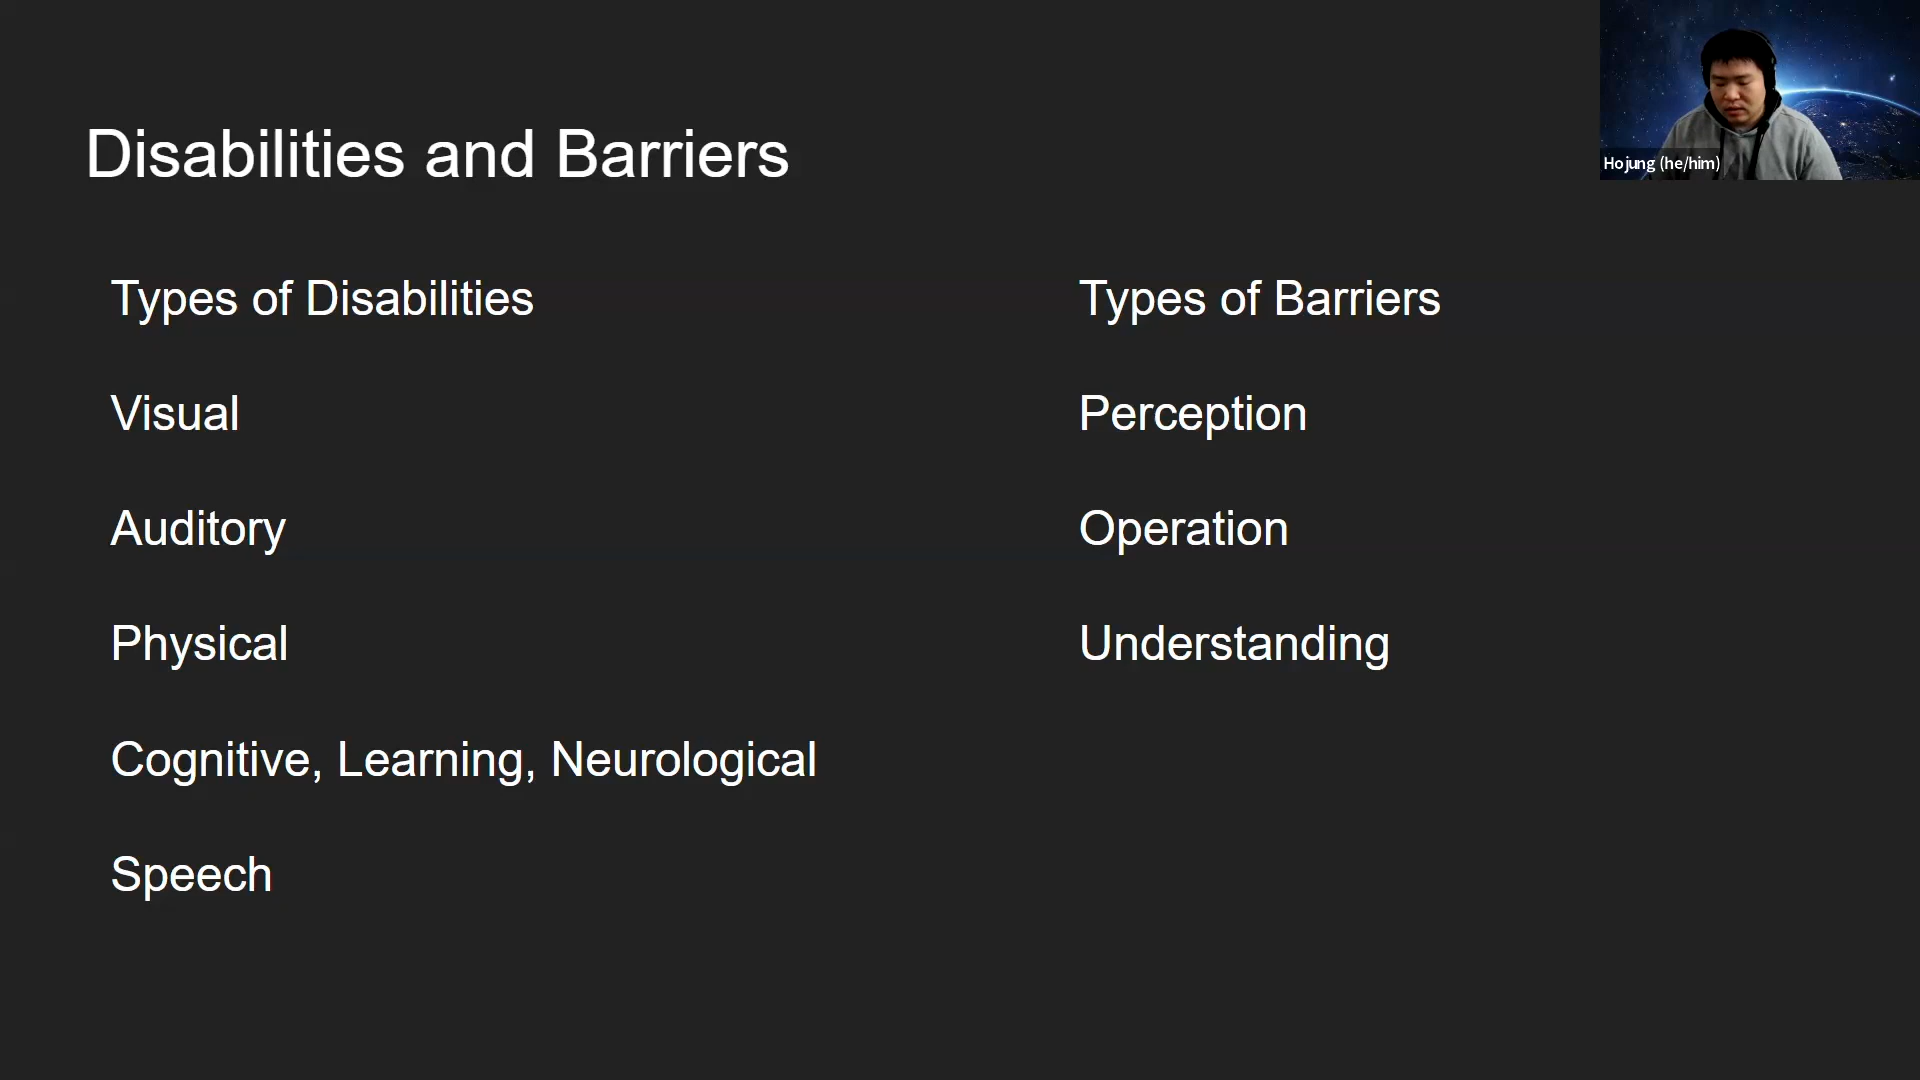 Disabilities and Barriers
Hojung (he/him)
Types of Disabilities
Visual
Auditory
Physical
Cognitive, Learning, Neurological
Speech
Types of Barriers
Perception
Operation
Understanding